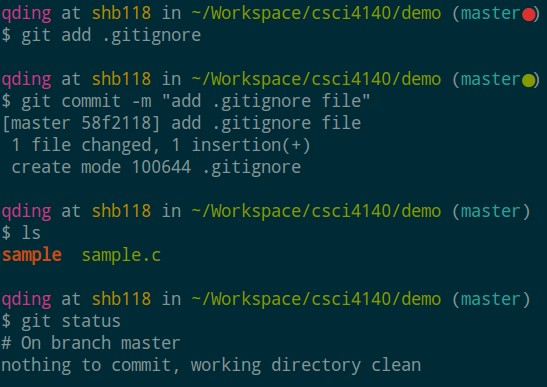 qding at shb118 in ~/Workspace/csci4140/demo (master●)
$ git add .gitignore
qding at shb118 in ~/Workspace/csci4140/demo (master●)
$ git commit -m "add .gitignore file"
[master 58f2118] add .gitignore file
 1 file changed, 1 insertion(+)
 create mode 100644 .gitignore
qding at shb118 in ~/Workspace/csci4140/demo (master)
$ ls
sample  sample.c
qding at shb118 in ~/Workspace/csci4140/demo (master)
$ git status
# On branch master
nothing to commit, working directory clean